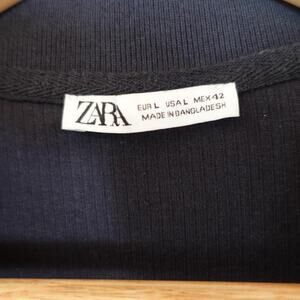 ZARA
EUR L USA L MEX 42
MADE IN BANGLADESH